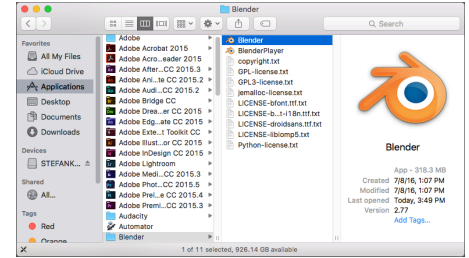 Blender
Search
Favorites
All My Files
iCloud Drive
Applications
Desktop
Documents
Downloads
Devices
STEFANK...
Shared
All...
Tags
Red
Orange
Adobe
Adobe Acrobat 2015
Adobe Acro...eader 2015
Adobe After...CC 2015.3
Adobe Ani...te CC 2015.2
Adobe Audi...CC 2015.2
Adobe Bridge CC
Adobe Drea...er CC 2015
Adobe Edg...ate CC 2015
Adobe Exte...t Toolkit CC
Adobe Illust...or CC 2015
Adobe InDesign CC 2015
Adobe Lightroom
Adobe Medi...CC 2015.3
Adobe Phot...CC 2015.5
Adobe Prel...e CC 2015.4
Adobe Premi...CC 2015.3
Audacity
Automator
Blender
Blender
BlenderPlayer
copyright.txt
GPL-license.txt
GPL3-license.txt
jemalloc-license.txt
LICENSE-bfont.ttf.txt
LICENSE-b...t-i18n.ttf.txt
LICENSE-droidsans.ttf.txt
LICENSE-libiomp5.txt
Python-license.txt
Blender
App - 318.3 MB
Created 7/8/16, 1:07 PM
Modified 7/8/16, 1:07 PM
Last opened Today, 3:49 PM
Version 2.77
Add Tags...
1 of 11 selected, 926.14 GB available